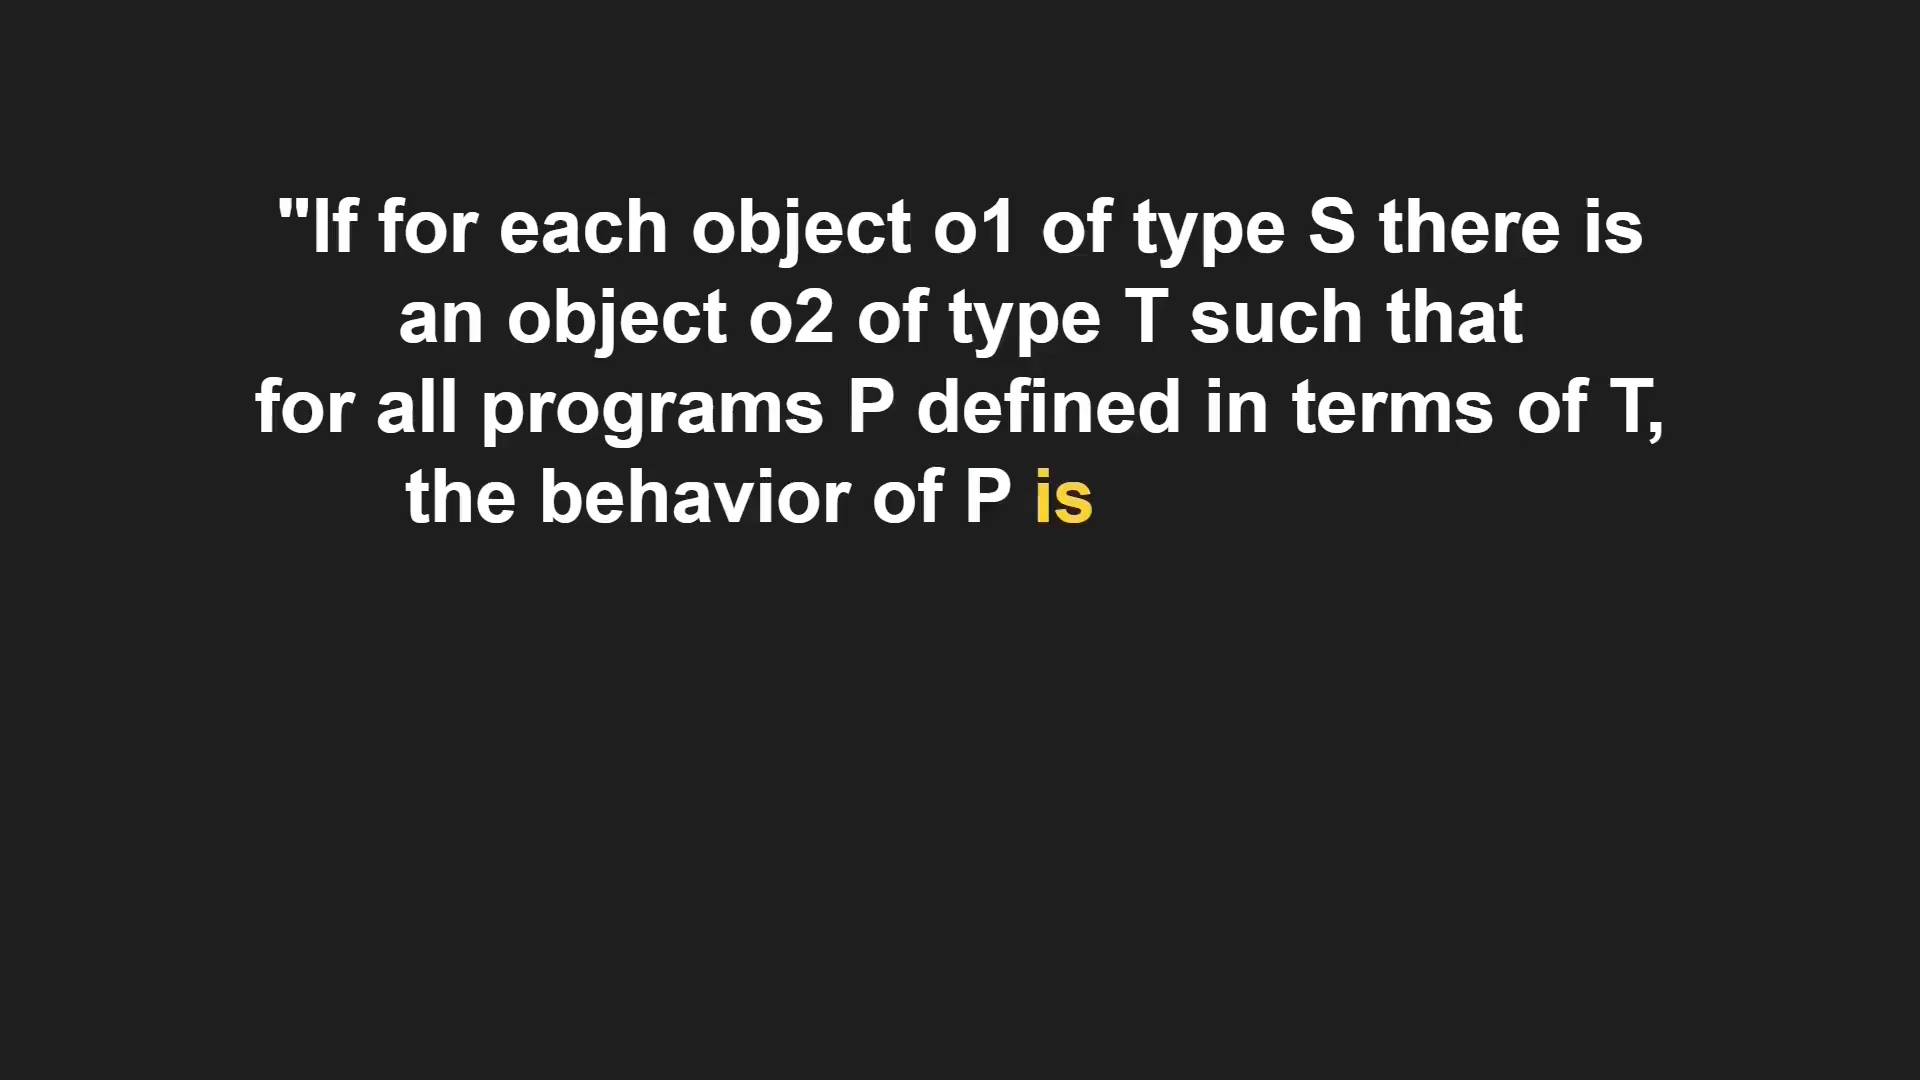 "If for each object o1 of type S there is
an object o2 of type T such that
for all programs P defined in terms of T,
the behavior of P is